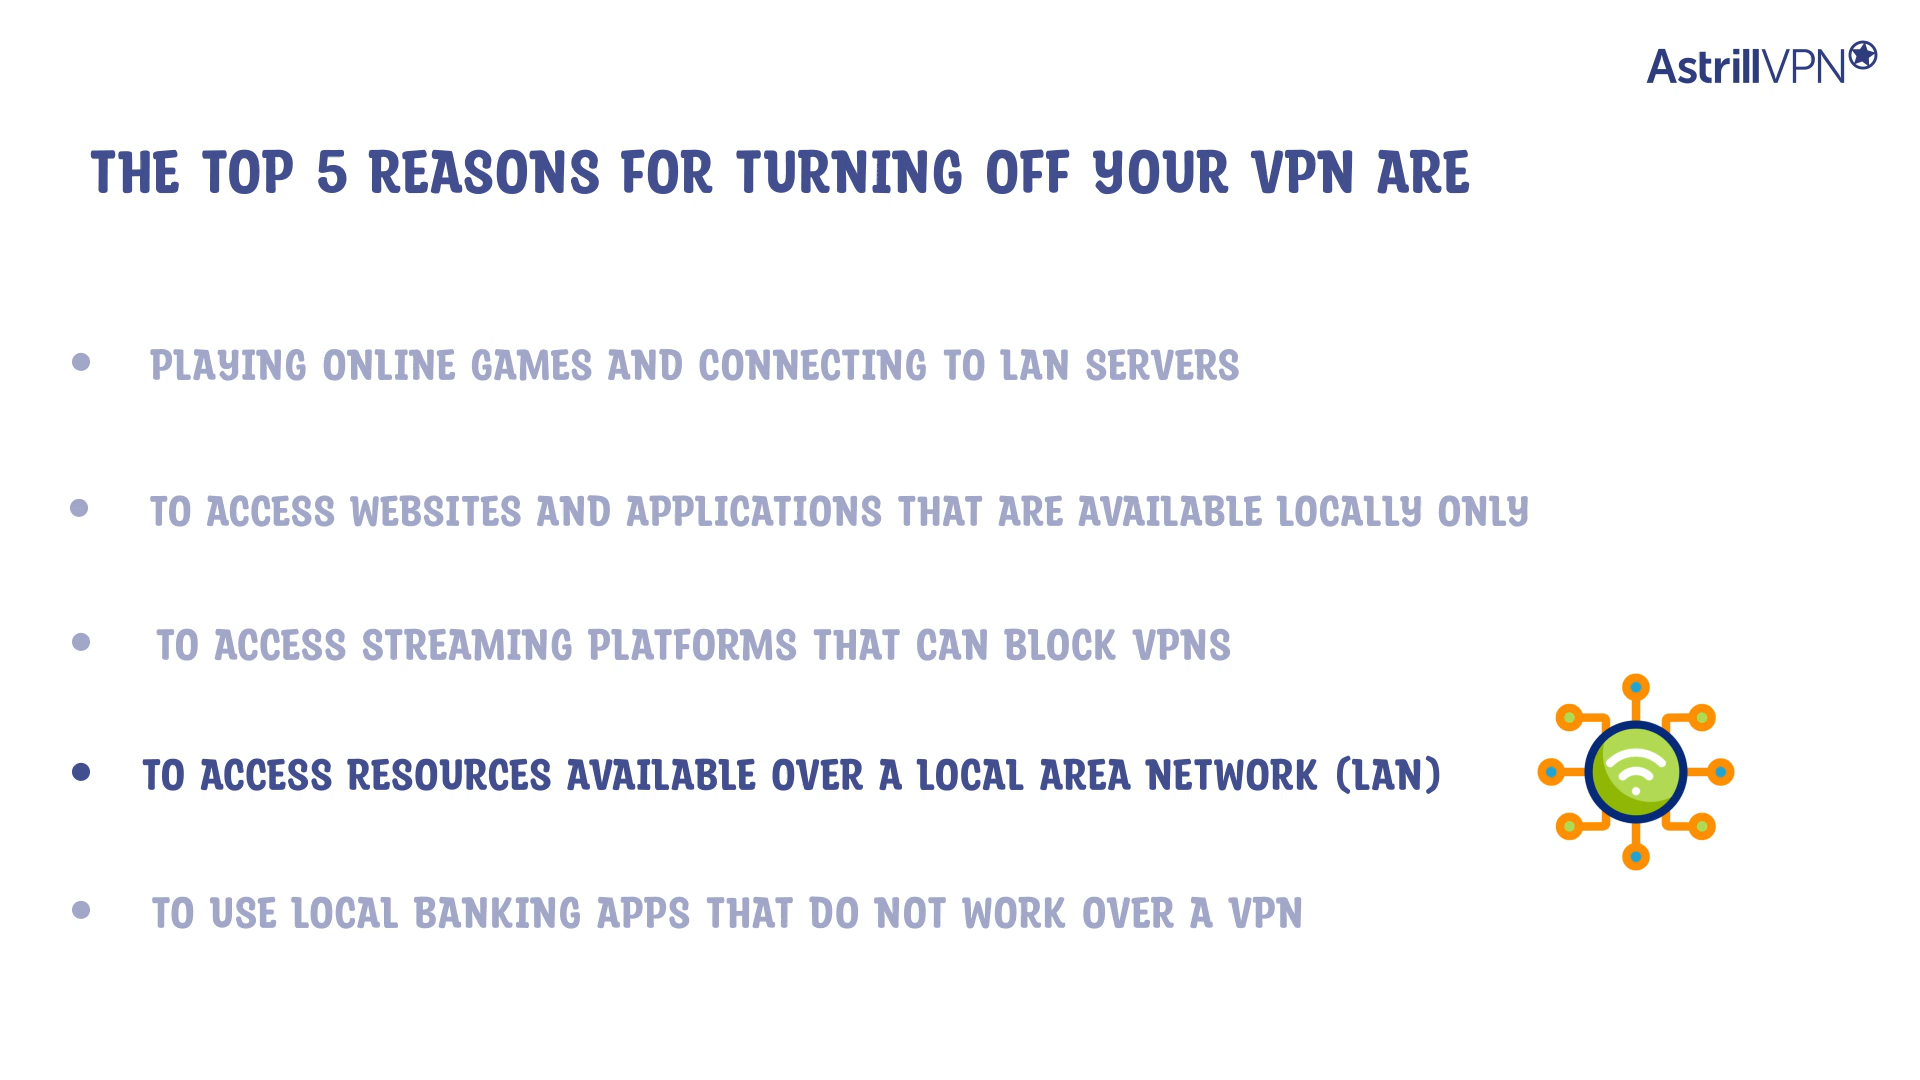 AstrillVPN
THE TOP 5 REASONS FOR TURNING OFF YOUR VPN ARE
• PLAYING ONLINE GAMES AND CONNECTING TO LAN SERVERS
• TO ACCESS WEBSITES AND APPLICATIONS THAT ARE AVAILABLE LOCALLY ONLY
• TO ACCESS STREAMING PLATFORMS THAT CAN BLOCK VPNS
• TO ACCESS RESOURCES AVAILABLE OVER A LOCAL AREA NETWORK (LAN)
• TO USE LOCAL BANKING APPS THAT DO NOT WORK OVER A VPN